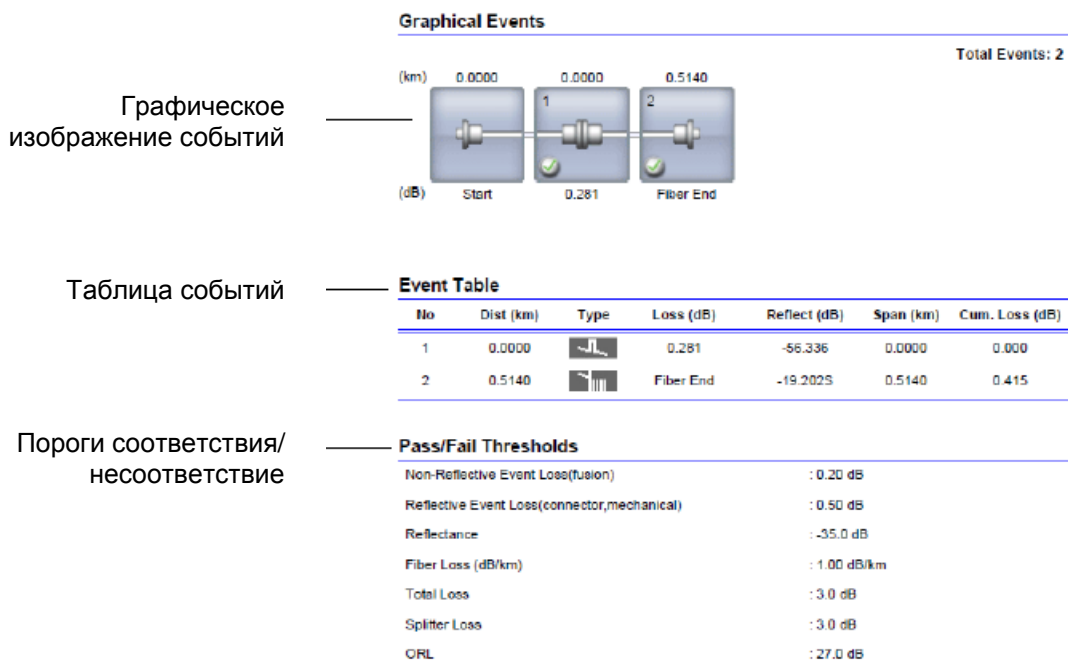 Graphical Events
Total Events: 2
(km) 0.0000 0.0000 0.5140
Графическое
изображение событий
1 2
(dB) Start 0.281 Fiber End
Таблица событий
Event Table
No Dist (km) Type Loss (dB) Reflect (dB) Span (km) Cum. Loss (dB)
1 0.0000 0.281 -56.336 0.0000 0.000
2 0.5140 Fiber End -19.202S 0.5140 0.415
Пороги соответствия/
несоответствие
Pass/Fail Thresholds
Non-Reflective Event Loss(fusion) : 0.20 dB
Reflective Event Loss(connector,mechanical) : 0.50 dB
Reflectance : -35.0 dB
Fiber Loss (dB/km) : 1.00 dB/km
Total Loss : 3.0 dB
Splitter Loss : 3.0 dB
ORL : 27.0 dB